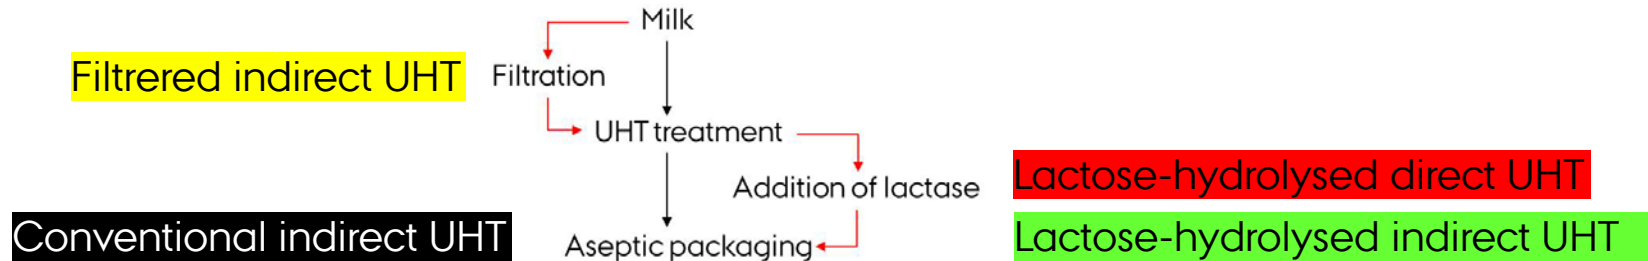 Milk
Filtrered indirect UHT
Filtration
UHT treatment
Addition of lactase
Lactose-hydrolysed direct UHT
Conventional indirect UHT
Aseptic packaging
Lactose-hydrolysed indirect UHT